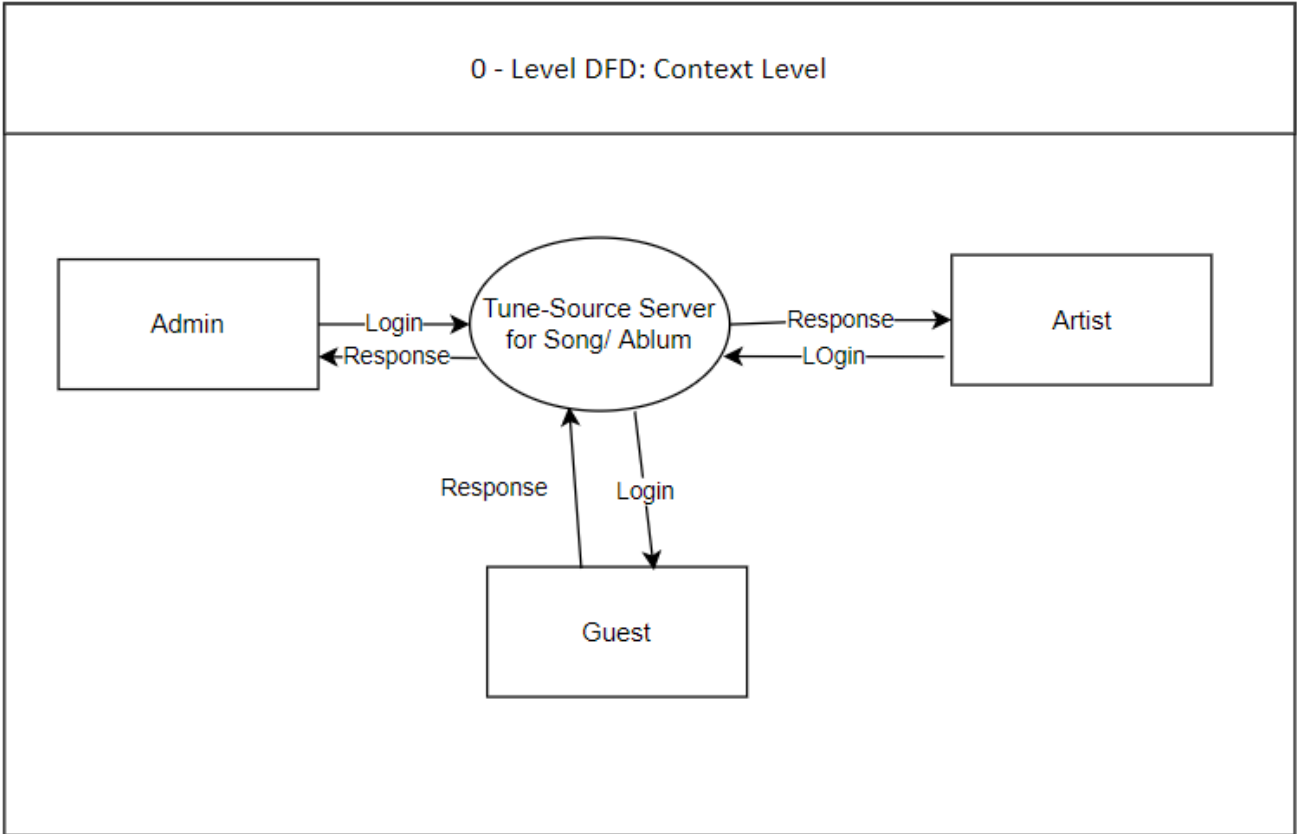 0 - Level DFD: Context Level
Admin
Login
Response
Tune-Source Server
for Song/ Ablum
Response
LOgin
Artist
Response
Login
Guest